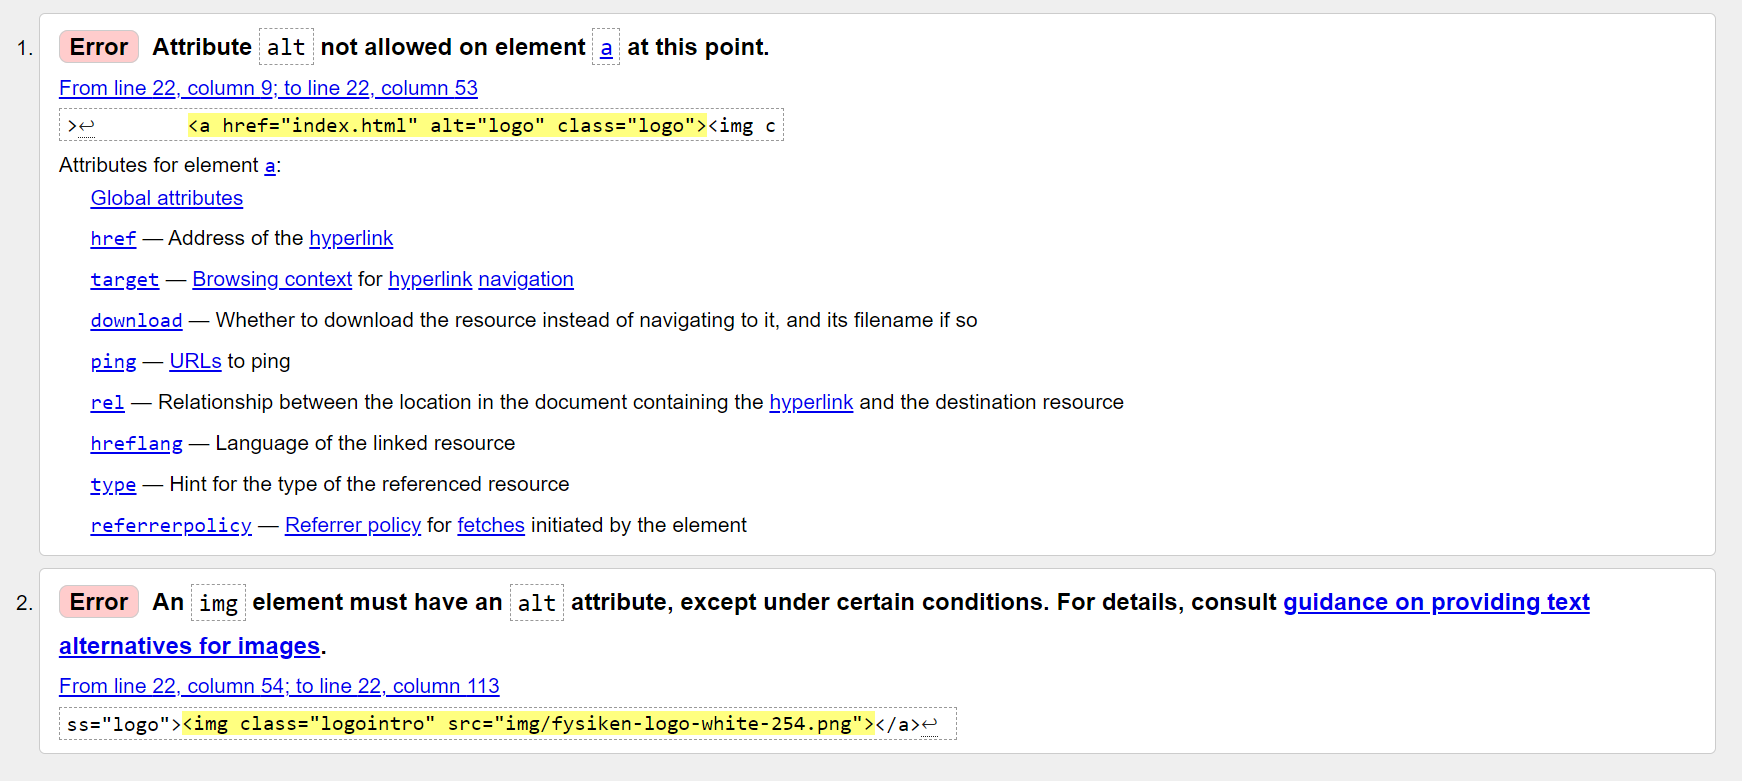 1. Error Attribute alt not allowed on element a at this point.
From line 22, column 9; to line 22, column 53
>↩ <a href="index.html" alt="logo" class="logo"><img c
Attributes for element a:
Global attributes
href — Address of the hyperlink
target — Browsing context for hyperlink navigation
download — Whether to download the resource instead of navigating to it, and its filename if so
ping — URLs to ping
rel — Relationship between the location in the document containing the hyperlink and the destination resource
hreflang — Language of the linked resource
type — Hint for the type of the referenced resource
referrerpolicy — Referrer policy for fetches initiated by the element
2. Error An img element must have an alt attribute, except under certain conditions. For details, consult guidance on providing text
alternatives for images.
From line 22, column 54; to line 22, column 113
ss="logo"><img class="logointro" src="img/fysiken-logo-white-254.png"></a>↩